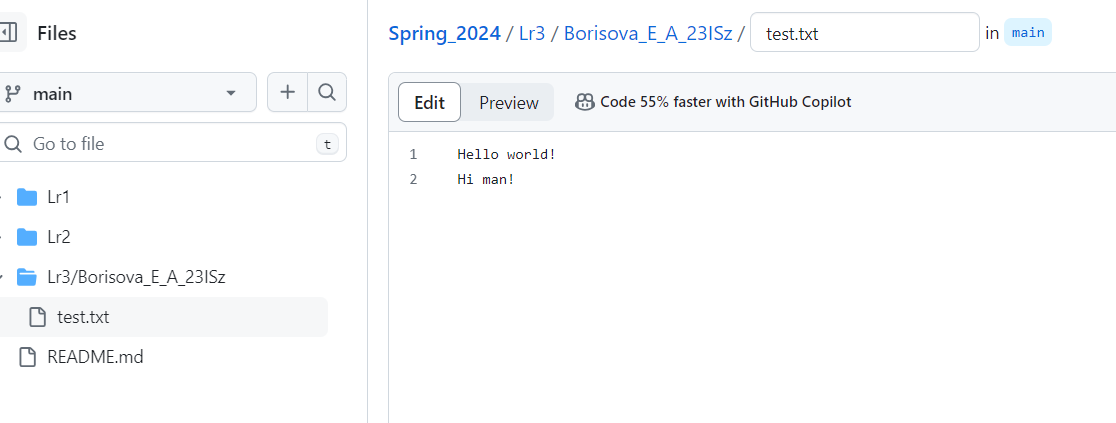 Files
main
Go to file
t
Lr1
Lr2
Lr3/Borisova_E_A_23ISz
test.txt
README.md
Spring_2024 / Lr3 / Borisova_E_A_23ISz / test.txt in main
Edit Preview Code 55% faster with GitHub Copilot
1 Hello world!
2 Hi man!